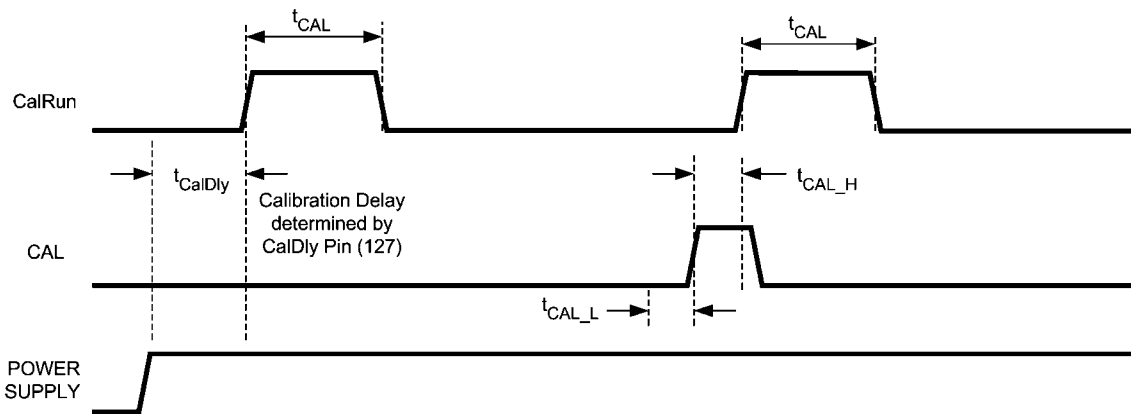 tCAL
tCAL
CalRun
tCalDly
tCAL_H
Calibration Delay
determined by
CalDly Pin (127)
CAL
tCAL_L
POWER
SUPPLY